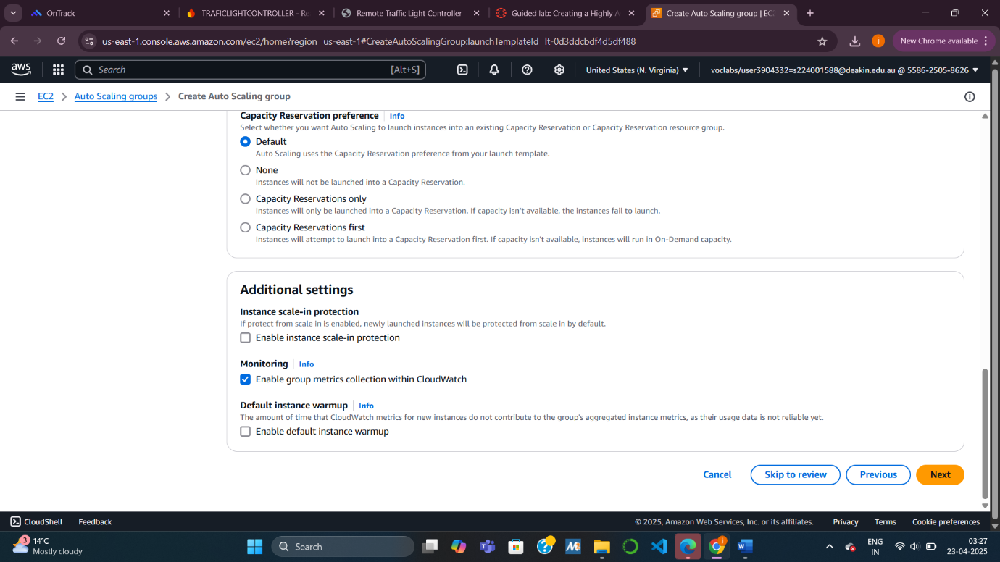 OnTrack
TRAFICLIGHTCONTROLLER - Re
Remote Traffic Light Controller
Guided lab: Creating a Highly A
Create Auto Scaling group | EC2
us-east-1.console.aws.amazon.com/ec2/home?region=us-east-1#CreateAutoScalingGroup:launchTemplateId=lt-0d3ddcbdf4d5df488
j
New Chrome available
aws
Search
[Alt+S]
United States (N. Virginia)
voclabs/user3904332=s224001588@deakin.edu.au @ 5586-2505-8626
EC2
Auto Scaling groups
Create Auto Scaling group
Capacity Reservation preference
Info
Select whether you want Auto Scaling to launch instances into an existing Capacity Reservation or Capacity Reservation resource group.
Default
Auto Scaling uses the Capacity Reservation preference from your launch template.
None
Instances will not be launched into a Capacity Reservation.
Capacity Reservations only
Instances will only be launched into a Capacity Reservation. If capacity isn't available, the instances fail to launch.
Capacity Reservations first
Instances will attempt to launch into a Capacity Reservation first. If capacity isn't available, instances will run in On-Demand capacity.
Additional settings
Instance scale-in protection
If protect from scale in is enabled, newly launched instances will be protected from scale in by default.
Enable instance scale-in protection
Monitoring
Info
Enable group metrics collection within CloudWatch
Default instance warmup
Info
The amount of time that CloudWatch metrics for new instances do not contribute to the group's aggregated instance metrics, as their usage data is not reliable yet.
Enable default instance warmup
Cancel
Skip to review
Previous
Next
CloudShell
Feedback
© 2025, Amazon Web Services, Inc. or its affiliates.
Privacy
Terms
Cookie preferences
3
14°C
Mostly cloudy
Search
ENG
IN
03:27
23-04-2025